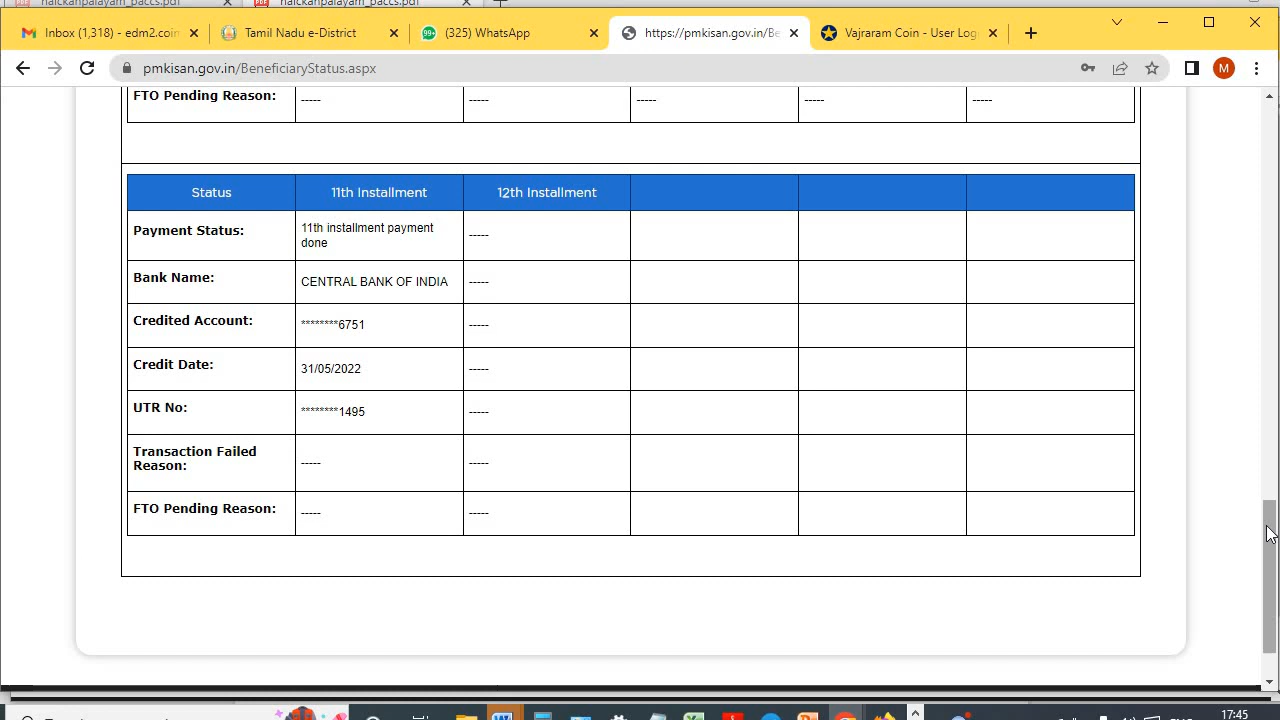 naickanpalayam_paccs.pdf naickanpalayam_paccs.pdf
Inbox (1,318) - edm2.coin Tamil Nadu e-District 99+ (325) WhatsApp https://pmkisan.gov.in/Be Vajraram Coin - User Log
pmkisan.gov.in/BeneficiaryStatus.aspx M
FTO Pending Reason: ----- ----- ----- ----- -----
Status 11th Installment 12th Installment
Payment Status: 11th installment payment done -----
Bank Name: CENTRAL BANK OF INDIA -----
Credited Account: ********6751 -----
Credit Date: 31/05/2022 -----
UTR No: ********1495 -----
Transaction Failed Reason: ----- -----
FTO Pending Reason: ----- -----
17:45